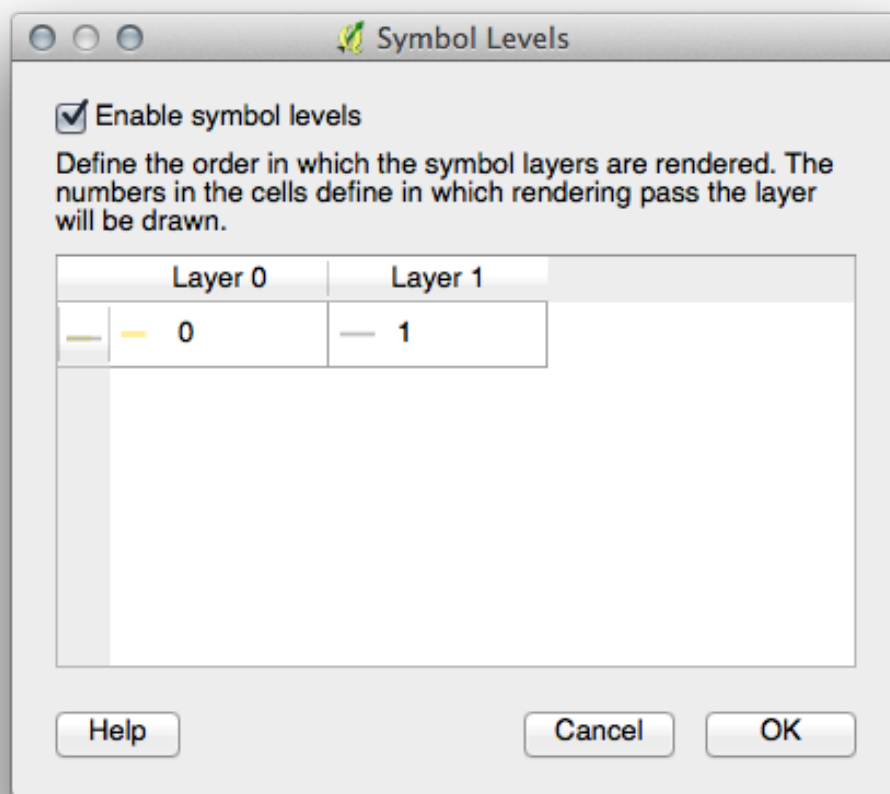 Symbol Levels
Enable symbol levels
Define the order in which the symbol layers are rendered. The
numbers in the cells define in which rendering pass the layer
will be drawn.
Layer 0 Layer 1
0 1
Help Cancel OK